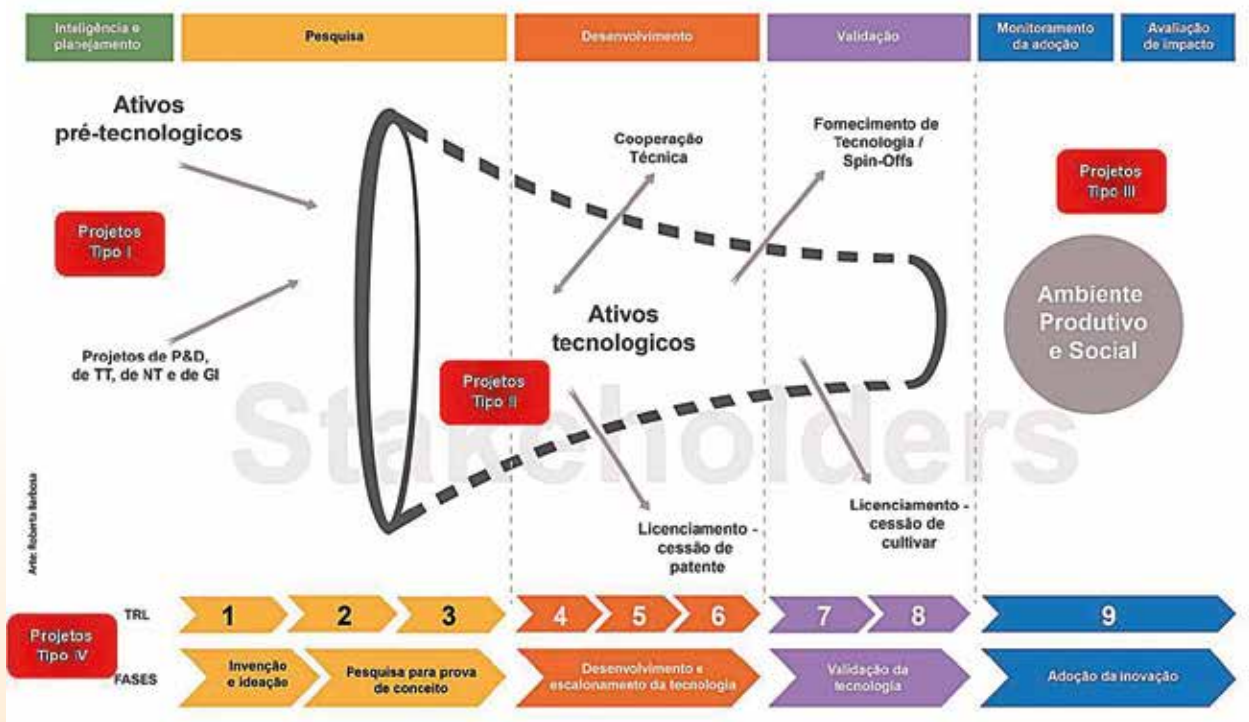 Inteligência e
planejamento
Pesquisa
Desenvolvimento
Validação
Monitoramento
da adoção
Avaliação
de impacto
Ativos
pré-tecnologicos
Cooperação
Técnica
Fornecimento de
Tecnologia /
Spin-Offs
Projetos
Tipo III
Projetos
Tipo I
Ambiente
Produtivo
e Social
Ativos
tecnologicos
Projetos de P&D,
de TT, de NT e de GI
Projetos
Tipo II
Stakeholders
Licenciamento -
cessão de
patente
Licenciamento -
cessão de
cultivar
Arte: Roberta Barbosa
Projetos
Tipo IV
TRL
1 2 3 4 5 6 7 8 9
FASES
Invenção
e ideação
Pesquisa para prova
de conceito
Desenvolvimento e
escalonamento da tecnologia
Validação da
tecnologia
Adoção da inovação